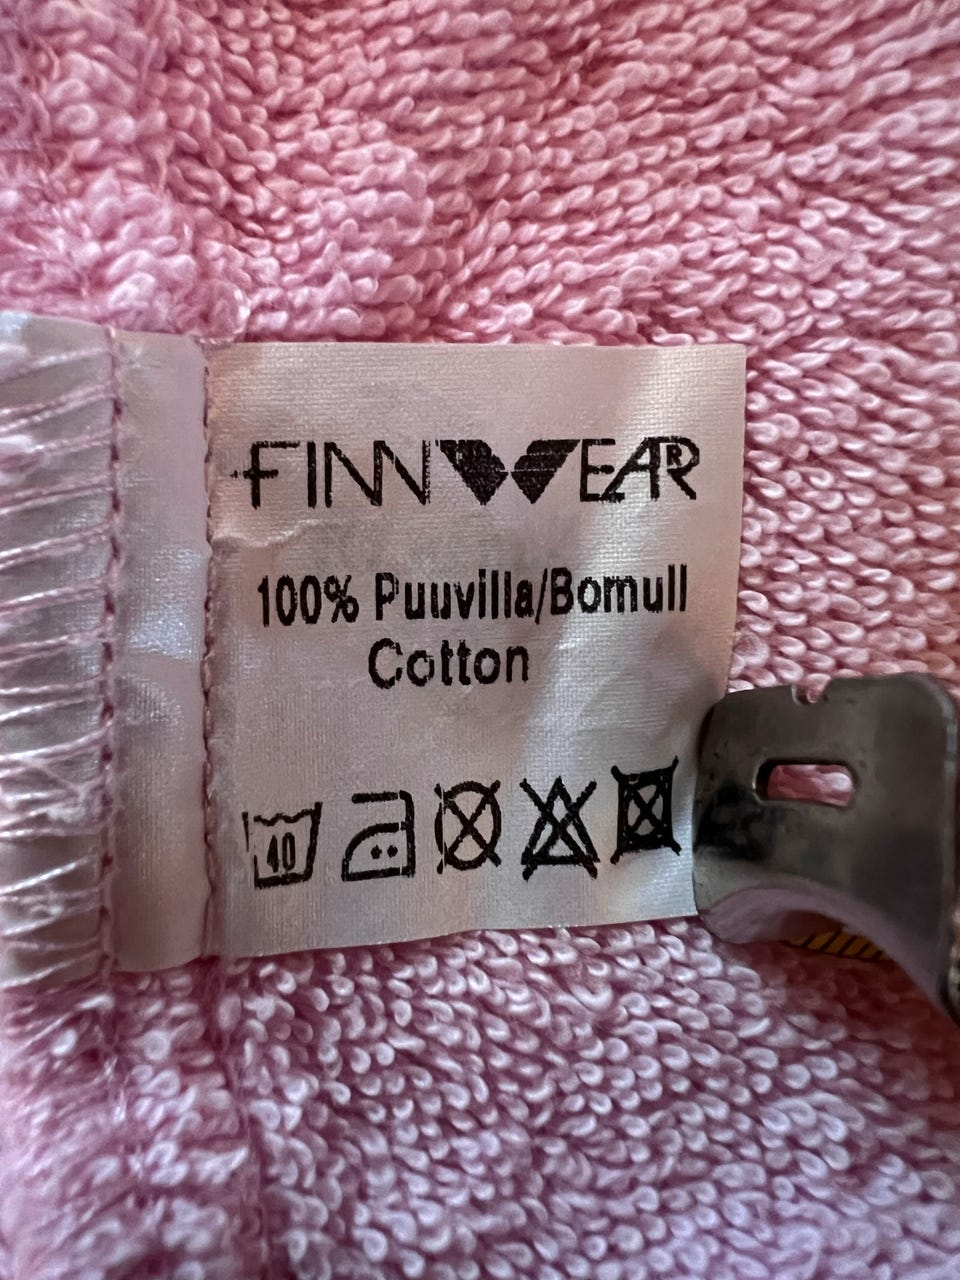 FINNWEAR
100% Puuvilla/Bomull
Cotton
40